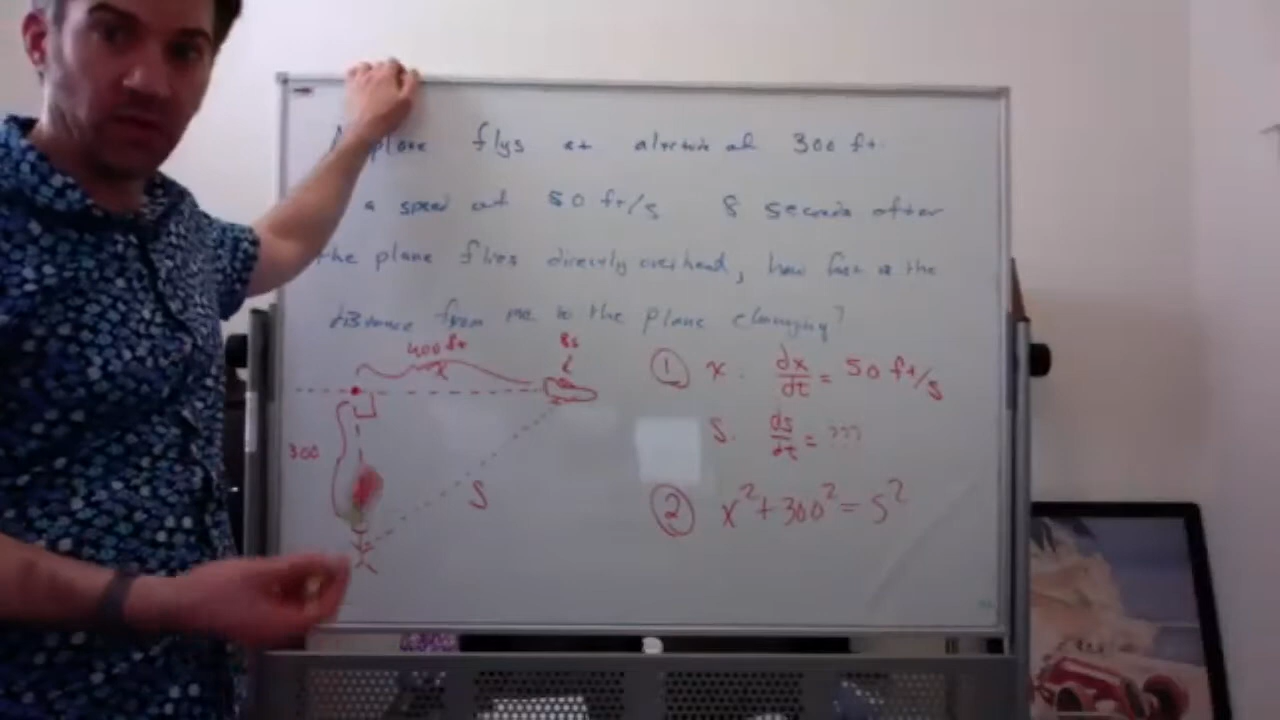 A plane flys at altitude of 300 ft.
a speed of 50 ft/s 8 seconds after
the plane flies directly overhead, how fast is the
distance from me to the plane changing?
400 ft
x
8s
300
S
① x: dx/dt = 50 ft/s
S. ds/dt = ???
② x² + 300² = S²